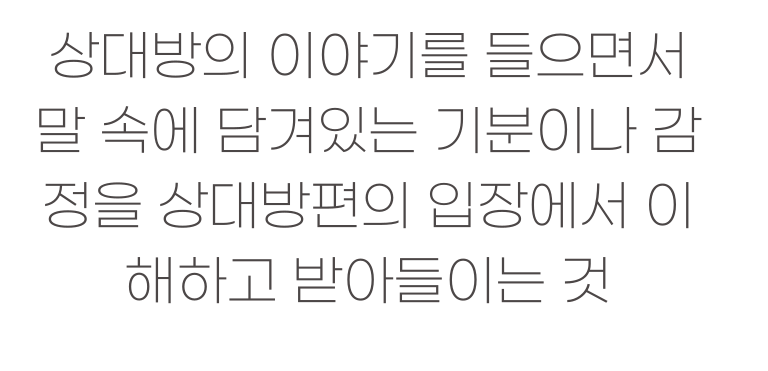 상대방의 이야기를 들으면서
말 속에 담겨있는 기분이나 감
정을 상대방편의 입장에서 이
해하고 받아들이는 것